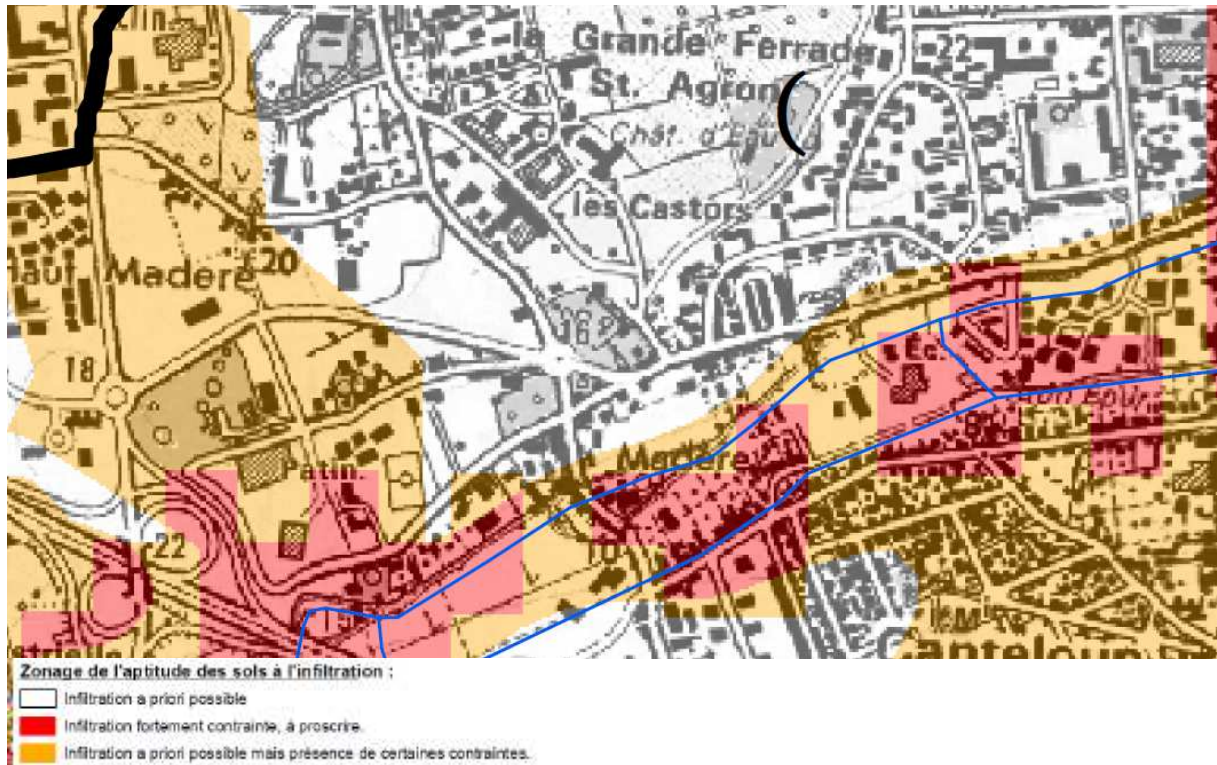 la Grande Ferrade
22
St. Agron
Chât. d'Eau
les Castors
20
Haut Madère
16
18
Éc.
Madère
Patin.
22
Canteloup
Zonage de l'aptitude des sols à l'infiltration :
Infiltration a priori possible
Infiltration fortement contrainte, à proscrire.
Infiltration a priori possible mais présence de certaines contraintes.